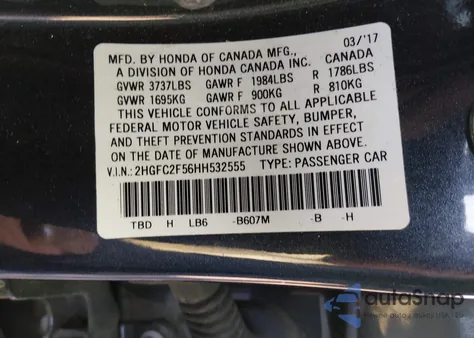 MFD. BY HONDA OF CANADA MFG., 03/'17
A DIVISION OF HONDA CANADA INC. CANADA
GVWR 3737LBS GAWR F 1984LBS R 1786LBS
GVWR 1695KG GAWR F 900KG R 810KG
THIS VEHICLE CONFORMS TO ALL APPLICABLE
FEDERAL MOTOR VEHICLE SAFETY, BUMPER,
AND THEFT PREVENTION STANDARDS IN EFFECT
ON THE DATE OF MANUFACTURE SHOWN ABOVE.
V.I.N.: 2HGFC2F56HH532555 TYPE: PASSENGER CAR
TBD H LB6 -B607M -B -H
autoSnap